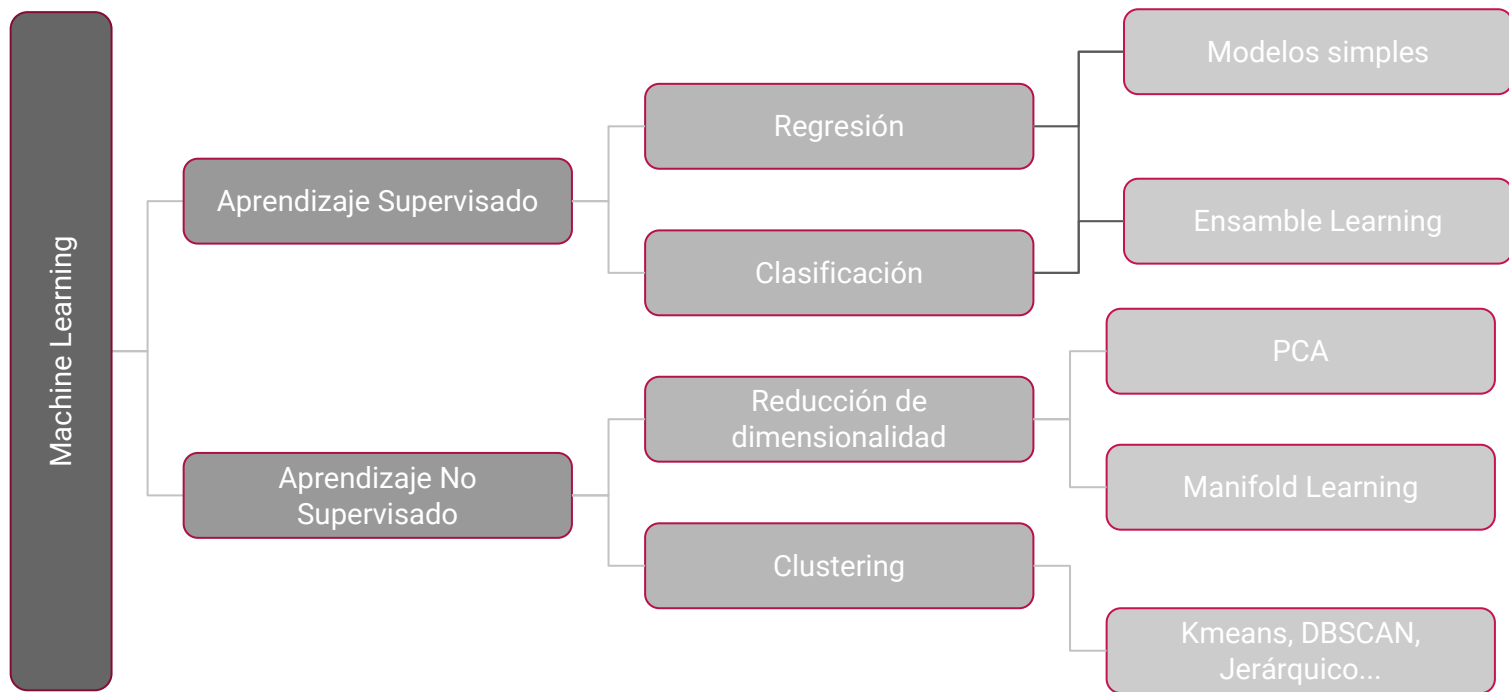 Machine Learning
Aprendizaje Supervisado
Regresión
Clasificación
Modelos simples
Ensamble Learning
Aprendizaje No
Supervisado
Reducción de
dimensionalidad
Clustering
PCA
Manifold Learning
Kmeans, DBSCAN,
Jerárquico...